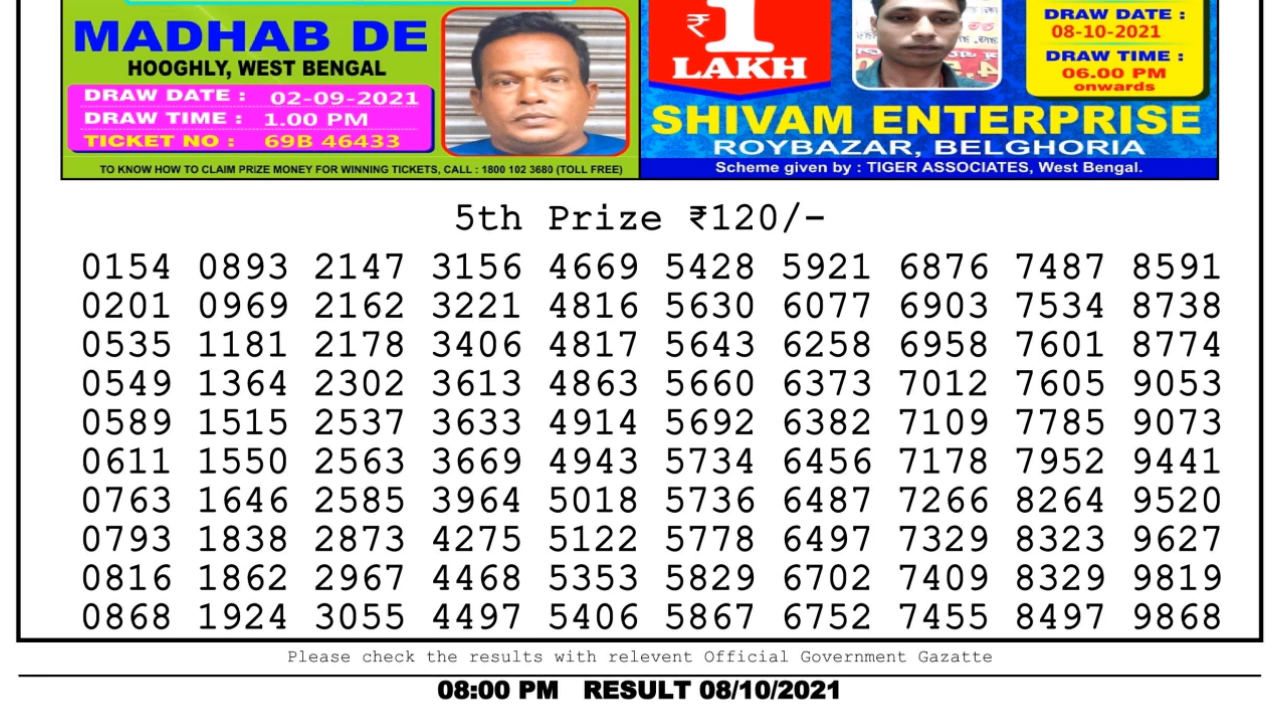 MADHAB DE
HOOGHLY, WEST BENGAL
DRAW DATE : 02-09-2021
DRAW TIME : 1.00 PM
TICKET NO : 69B 46433
TO KNOW HOW TO CLAIM PRIZE MONEY FOR WINNING TICKETS, CALL : 1800 102 3680 (TOLL FREE)
₹ 1
LAKH
DRAW DATE :
08-10-2021
DRAW TIME :
06.00 PM
onwards
SHIVAM ENTERPRISE
ROYBAZAR, BELGHORIA
Scheme given by : TIGER ASSOCIATES, West Bengal.
5th Prize ₹120/-
0154 0893 2147 3156 4669 5428 5921 6876 7487 8591
0201 0969 2162 3221 4816 5630 6077 6903 7534 8738
0535 1181 2178 3406 4817 5643 6258 6958 7601 8774
0549 1364 2302 3613 4863 5660 6373 7012 7605 9053
0589 1515 2537 3633 4914 5692 6382 7109 7785 9073
0611 1550 2563 3669 4943 5734 6456 7178 7952 9441
0763 1646 2585 3964 5018 5736 6487 7266 8264 9520
0793 1838 2873 4275 5122 5778 6497 7329 8323 9627
0816 1862 2967 4468 5353 5829 6702 7409 8329 9819
0868 1924 3055 4497 5406 5867 6752 7455 8497 9868
Please check the results with relevent Official Government Gazatte
08:00 PM RESULT 08/10/2021